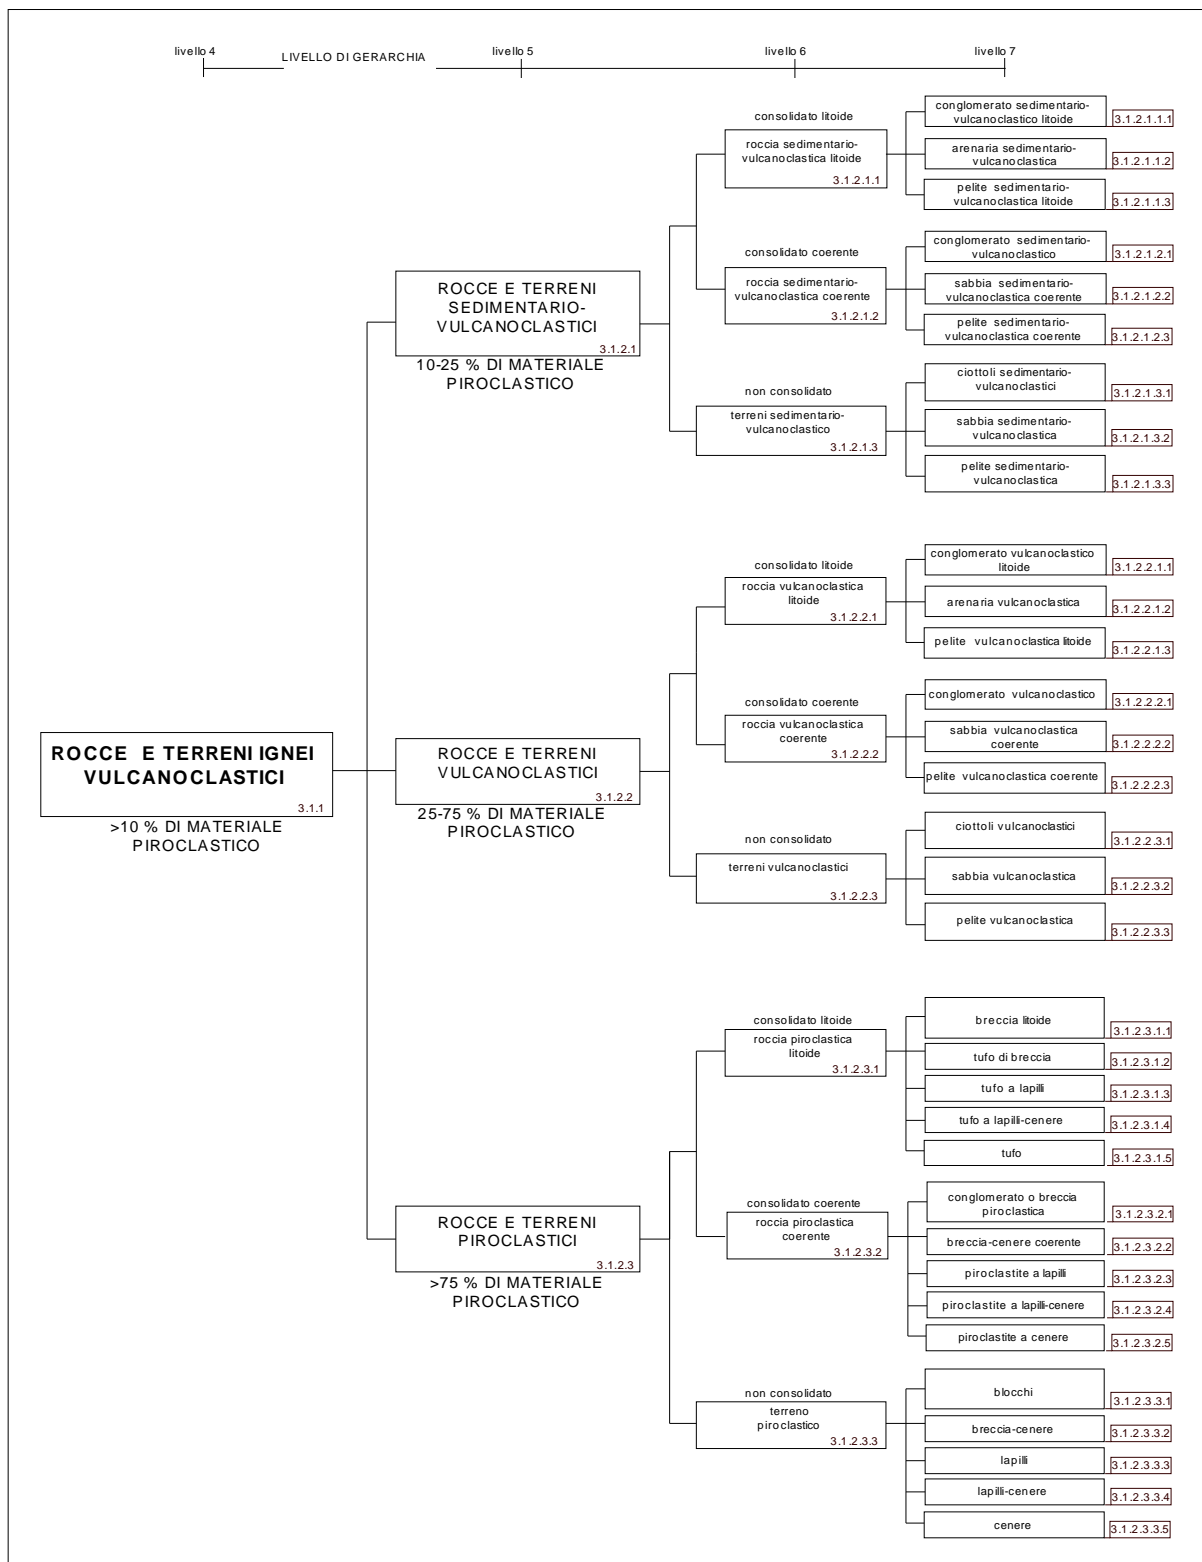 livello 4
LIVELLO DI GERARCHIA
livello 5
livello 6
livello 7
ROCCE E TERRENI IGNEI
VULCANOCLASTICI
3.1.1
>10 % DI MATERIALE
PIROCLASTICO
ROCCE E TERRENI
SEDIMENTARIO-
VULCANOCLASTICI
3.1.2.1
10-25 % DI MATERIALE
PIROCLASTICO
consolidato litoide
roccia sedimentario-
vulcanoclastica litoide
3.1.2.1.1
conglomerato sedimentario-
vulcanoclastico litoide
3.1.2.1.1.1
arenaria sedimentario-
vulcanoclastica
3.1.2.1.1.2
pelite sedimentario-
vulcanoclastica litoide
3.1.2.1.1.3
consolidato coerente
roccia sedimentario-
vulcanoclastica coerente
3.1.2.1.2
conglomerato sedimentario-
vulcanoclastico
3.1.2.1.2.1
sabbia sedimentario-
vulcanoclastica coerente
3.1.2.1.2.2
pelite sedimentario-
vulcanoclastica coerente
3.1.2.1.2.3
non consolidato
terreni sedimentario-
vulcanoclastico
3.1.2.1.3
ciottoli sedimentario-
vulcanoclastici
3.1.2.1.3.1
sabbia sedimentario-
vulcanoclastica
3.1.2.1.3.2
pelite sedimentario-
vulcanoclastica
3.1.2.1.3.3
ROCCE E TERRENI
VULCANOCLASTICI
3.1.2.2
25-75 % DI MATERIALE
PIROCLASTICO
consolidato litoide
roccia vulcanoclastica
litoide
3.1.2.2.1
conglomerato vulcanoclastico
litoide
3.1.2.2.1.1
arenaria vulcanoclastica
3.1.2.2.1.2
pelite vulcanoclastica litoide
3.1.2.2.1.3
consolidato coerente
roccia vulcanoclastica
coerente
3.1.2.2.2
conglomerato vulcanoclastico
3.1.2.2.2.1
sabbia vulcanoclastica
coerente
3.1.2.2.2.2
pelite vulcanoclastica coerente
3.1.2.2.2.3
non consolidato
terreni vulcanoclastici
3.1.2.2.3
ciottoli vulcanoclastici
3.1.2.2.3.1
sabbia vulcanoclastica
3.1.2.2.3.2
pelite vulcanoclastica
3.1.2.2.3.3
ROCCE E TERRENI
PIROCLASTICI
3.1.2.3
>75 % DI MATERIALE
PIROCLASTICO
consolidato litoide
roccia piroclastica
litoide
3.1.2.3.1
breccia litoide
3.1.2.3.1.1
tufo di breccia
3.1.2.3.1.2
tufo a lapilli
3.1.2.3.1.3
tufo a lapilli-cenere
3.1.2.3.1.4
tufo
3.1.2.3.1.5
consolidato coerente
roccia piroclastica
coerente
3.1.2.3.2
conglomerato o breccia
piroclastica
3.1.2.3.2.1
breccia-cenere coerente
3.1.2.3.2.2
piroclastite a lapilli
3.1.2.3.2.3
piroclastite a lapilli-cenere
3.1.2.3.2.4
piroclastite a cenere
3.1.2.3.2.5
non consolidato
terreno
piroclastico
3.1.2.3.3
blocchi
3.1.2.3.3.1
breccia-cenere
3.1.2.3.3.2
lapilli
3.1.2.3.3.3
lapilli-cenere
3.1.2.3.3.4
cenere
3.1.2.3.3.5